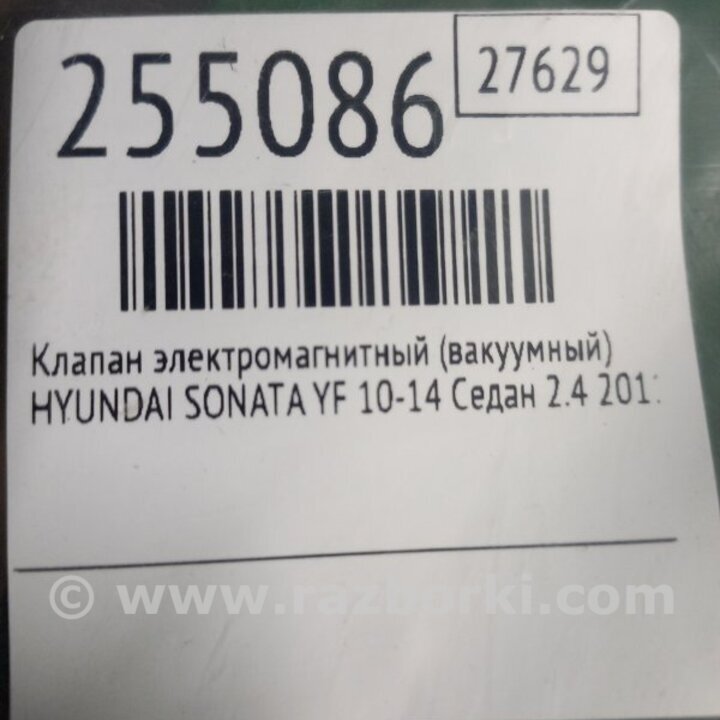 255086
27629
Клапан электромагнитный (вакуумный)
HYUNDAI SONATA YF 10-14 Седан 2.4
© www.razborki.com